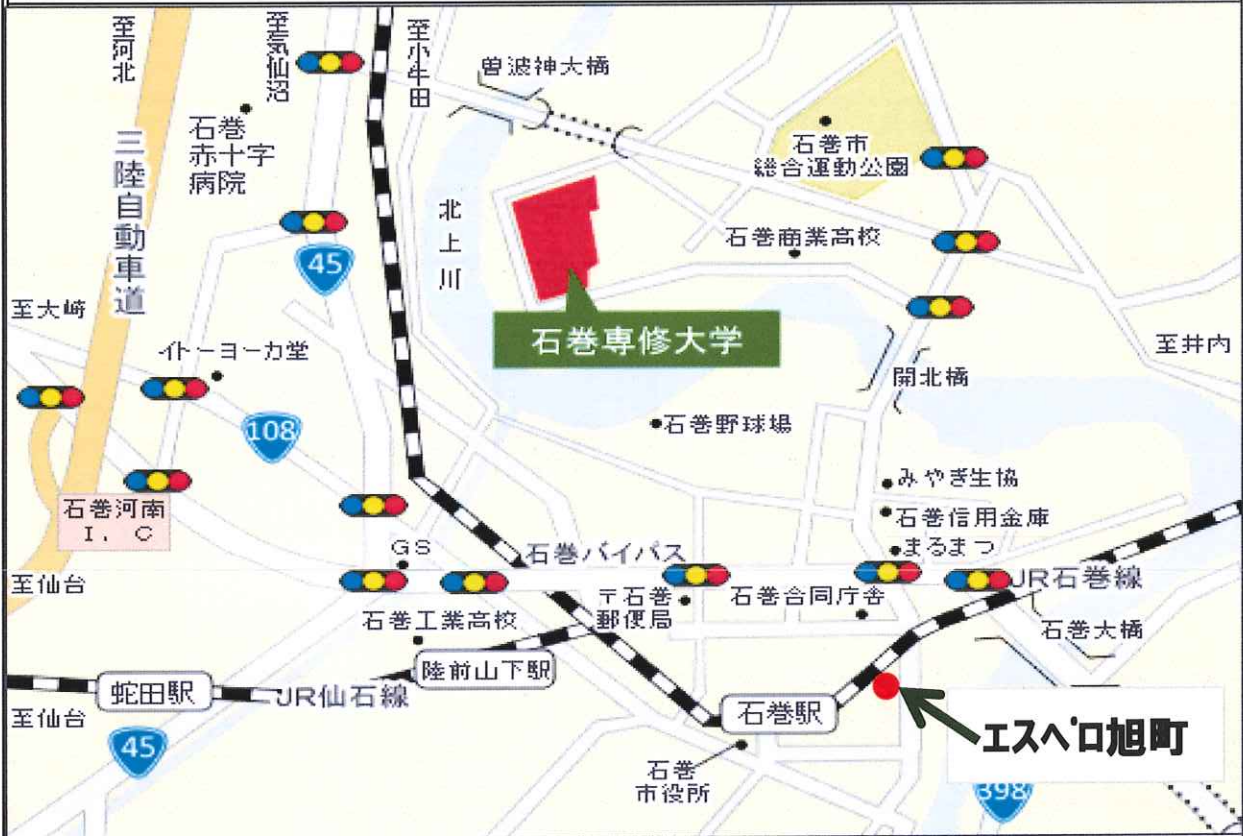 至河北
至気仙沼
至小牛田
曽波神大橋
石巻
赤十字
病院
三陸自動車道
北上川
石巻市
総合運動公園
石巻商業高校
45
至大崎
石巻専修大学
至井内
イトーヨーカ堂
開北橋
108
石巻野球場
みやぎ生協
石巻信用金庫
まるまつ
石巻河南
I. C
GS
石巻バイパス
至仙台
JR石巻線
〒石巻
郵便局
石巻合同庁舎
石巻工業高校
石巻大橋
陸前山下駅
蛇田駅
JR仙石線
至仙台
石巻駅
エスペロ旭町
45
石巻
市役所
398